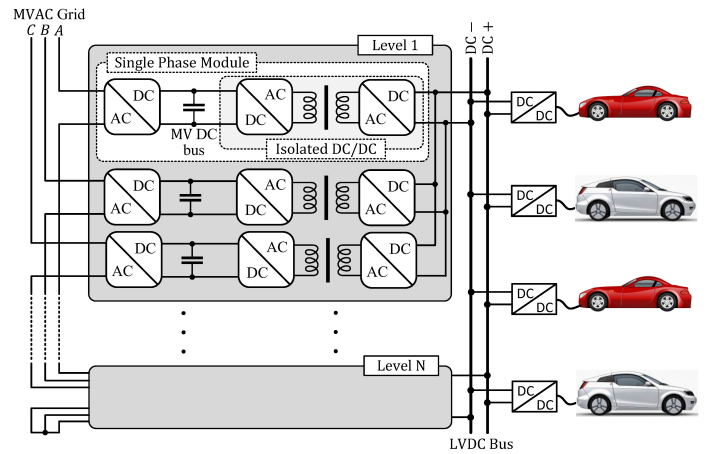 MVAC Grid
C B A
Level 1
DC −
DC +
Single Phase Module
DC
AC
AC
DC
AC
DC
MV DC
bus
Isolated DC/DC
DC
AC
AC
DC
AC
DC
DC
AC
AC
DC
DC
AC
DC
DC
DC
DC
DC
DC
DC
DC
Level N
LVDC Bus